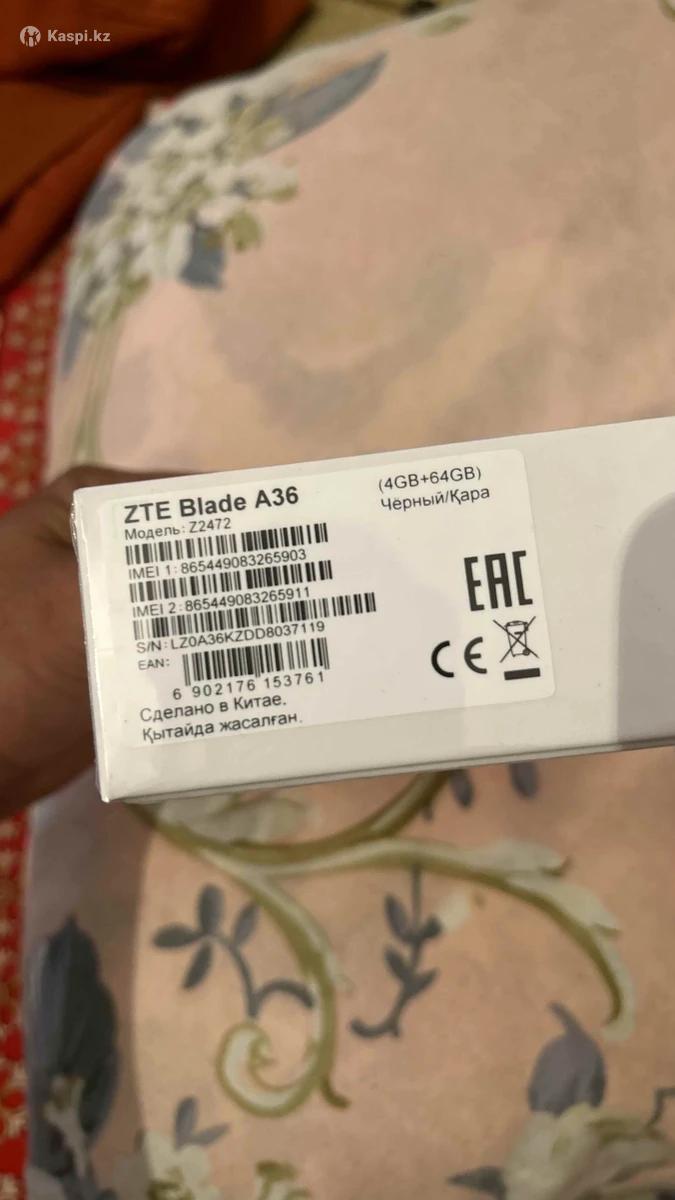 Kaspi.kz
ZTE Blade A36
(4GB+64GB)
Модель: Z2472
Чёрный/Қара
IMEI 1: 865449083265903
IMEI 2: 865449083265911
S/N: LZ0A36KZDD8037119
EAN:
6 902176 153761
Сделано в Китае.
Қытайда жасалған.
EAC
CE